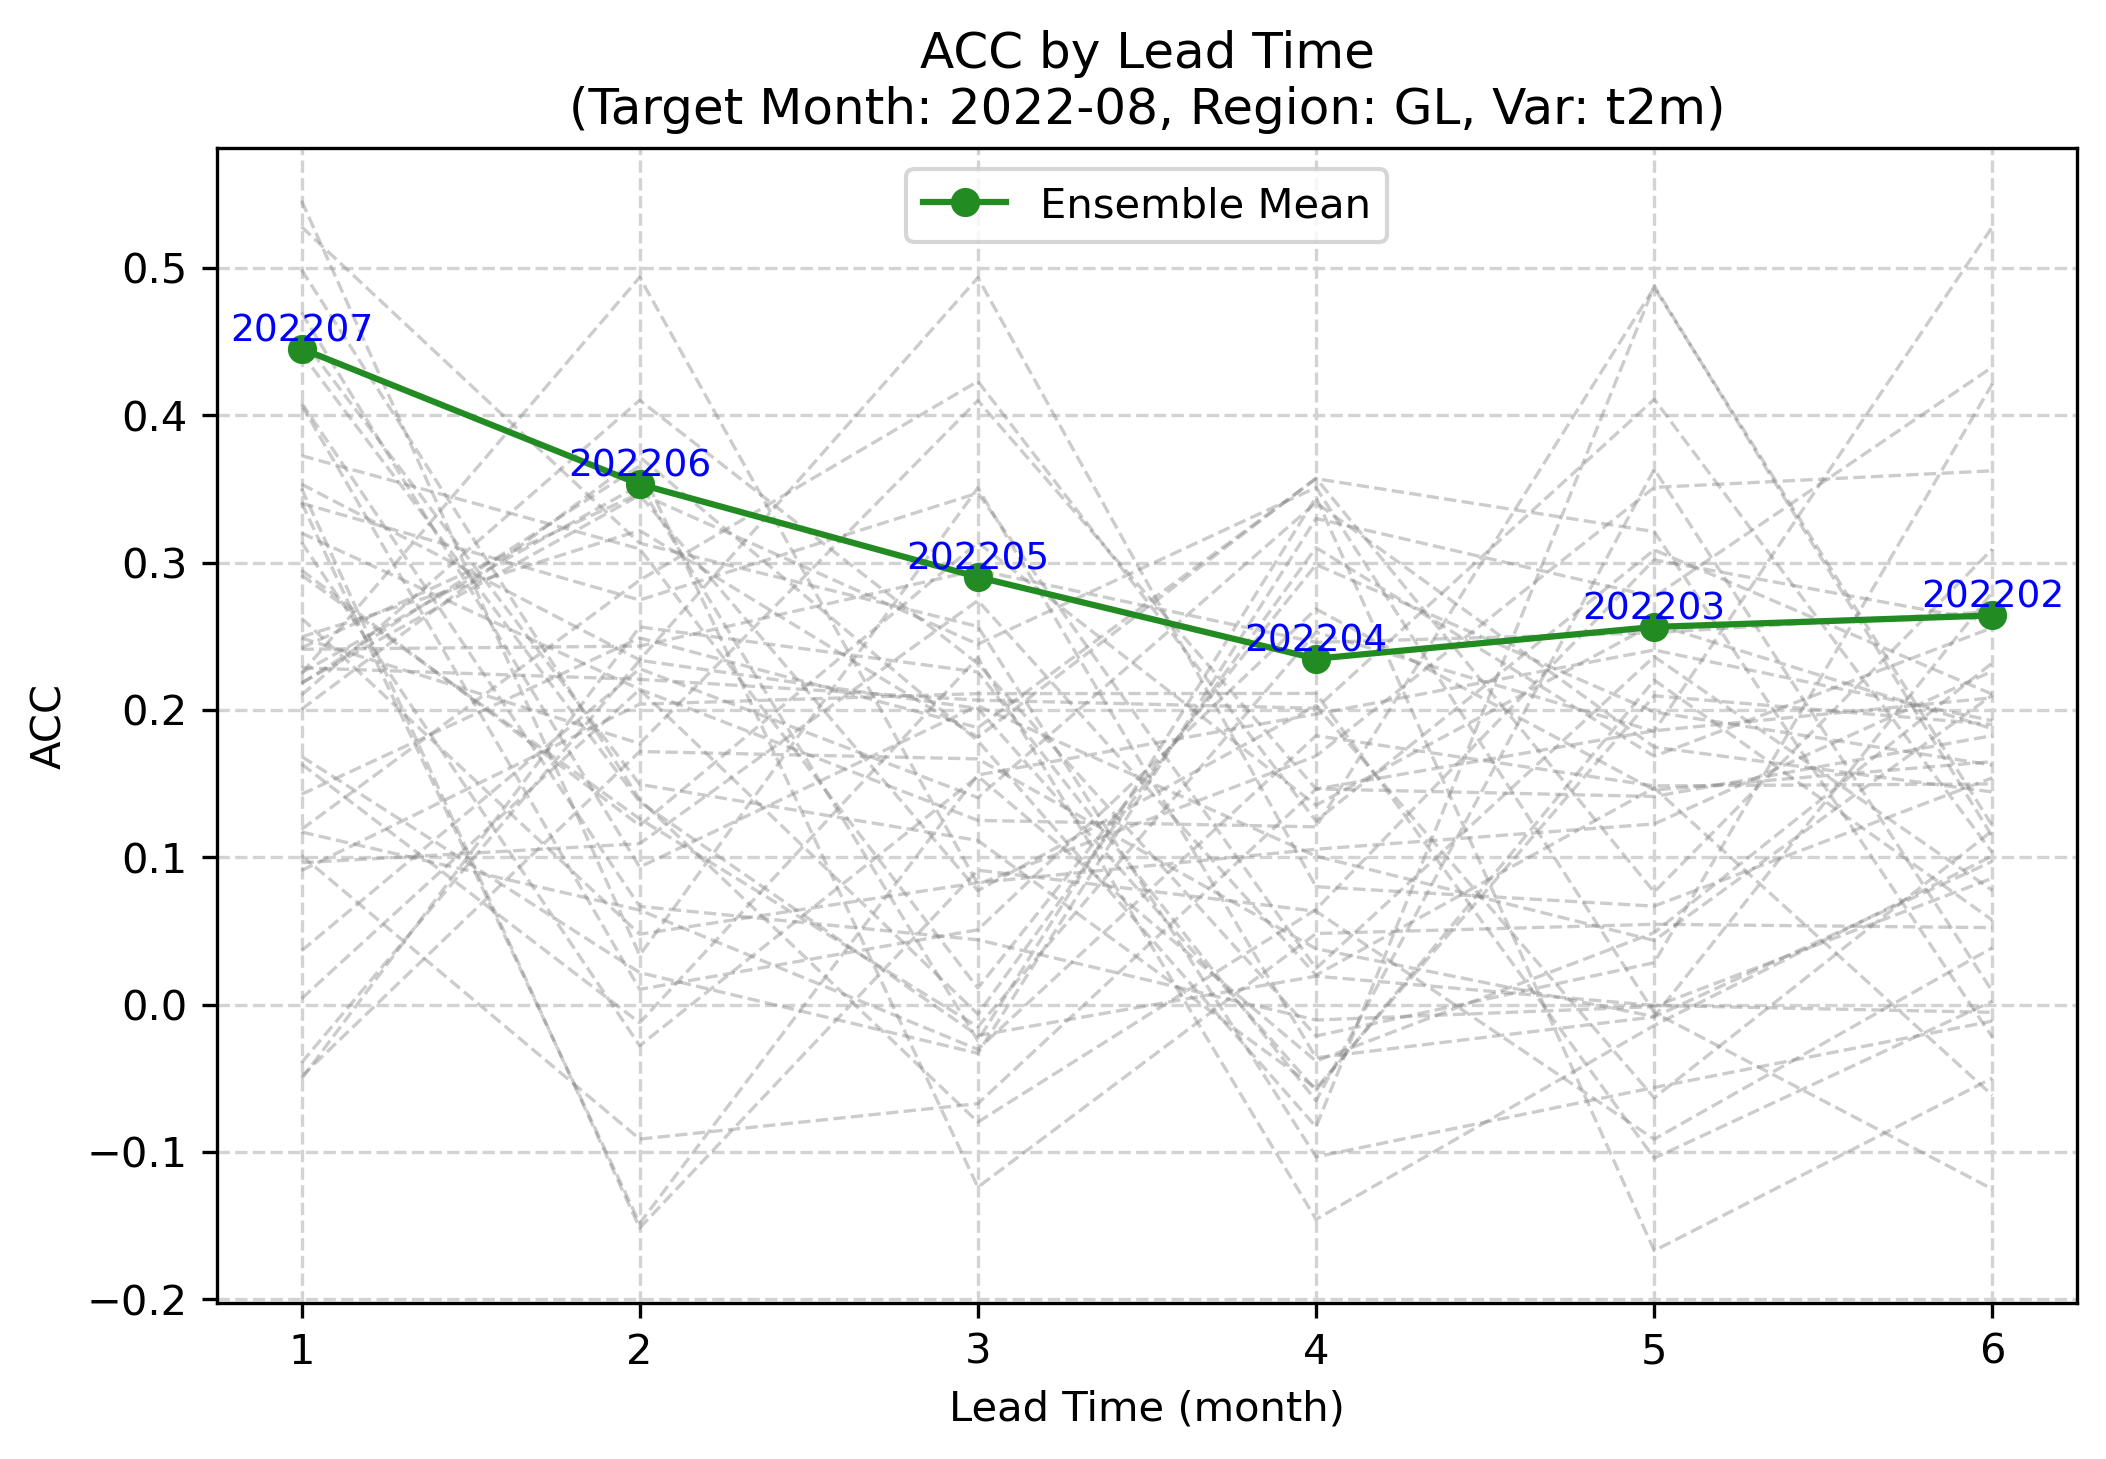 ACC by Lead Time
(Target Month: 2022-08, Region: GL, Var: t2m)
Ensemble Mean
202207
202206
202205
202204
202203
202202
ACC
0.5
0.4
0.3
0.2
0.1
0.0
−0.1
−0.2
1 2 3 4 5 6
Lead Time (month)